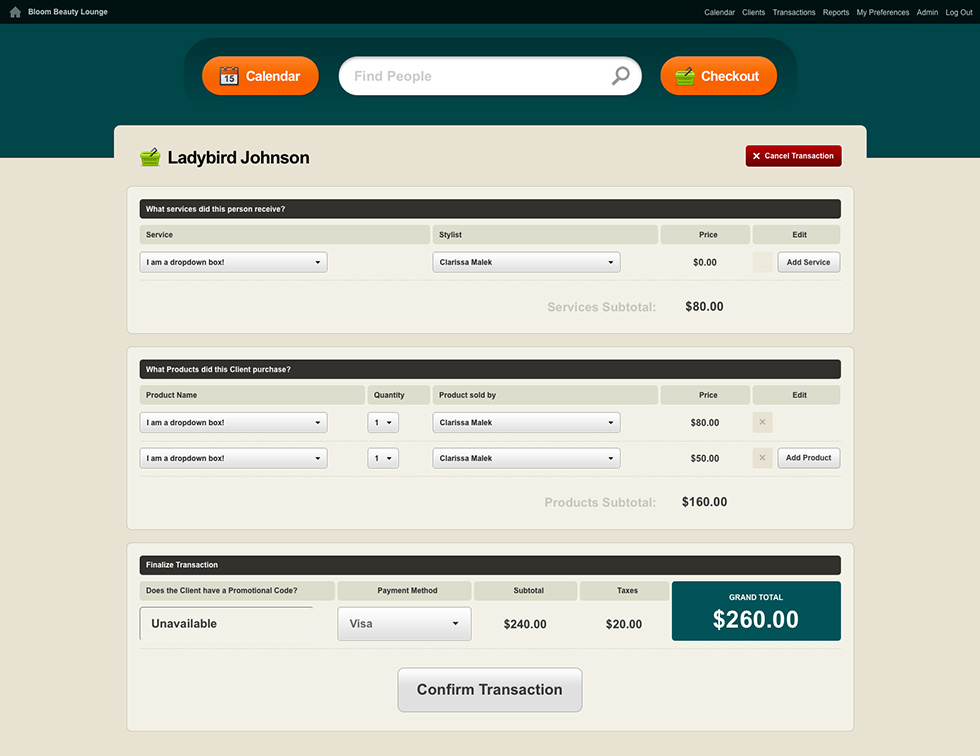 Bloom Beauty Lounge
Calendar Clients Transactions Reports My Preferences Admin Log Out
15 Calendar
Find People
Checkout
Ladybird Johnson
Cancel Transaction
What services did this person receive?
Service Stylist Price Edit
I am a dropdown box! Clarissa Malek $0.00 Add Service
Services Subtotal: $80.00
What Products did this Client purchase?
Product Name Quantity Product sold by Price Edit
I am a dropdown box! 1 Clarissa Malek $80.00
I am a dropdown box! 1 Clarissa Malek $50.00 Add Product
Products Subtotal: $160.00
Finalize Transaction
Does the Client have a Promotional Code? Payment Method Subtotal Taxes GRAND TOTAL
Unavailable Visa $240.00 $20.00 $260.00
Confirm Transaction